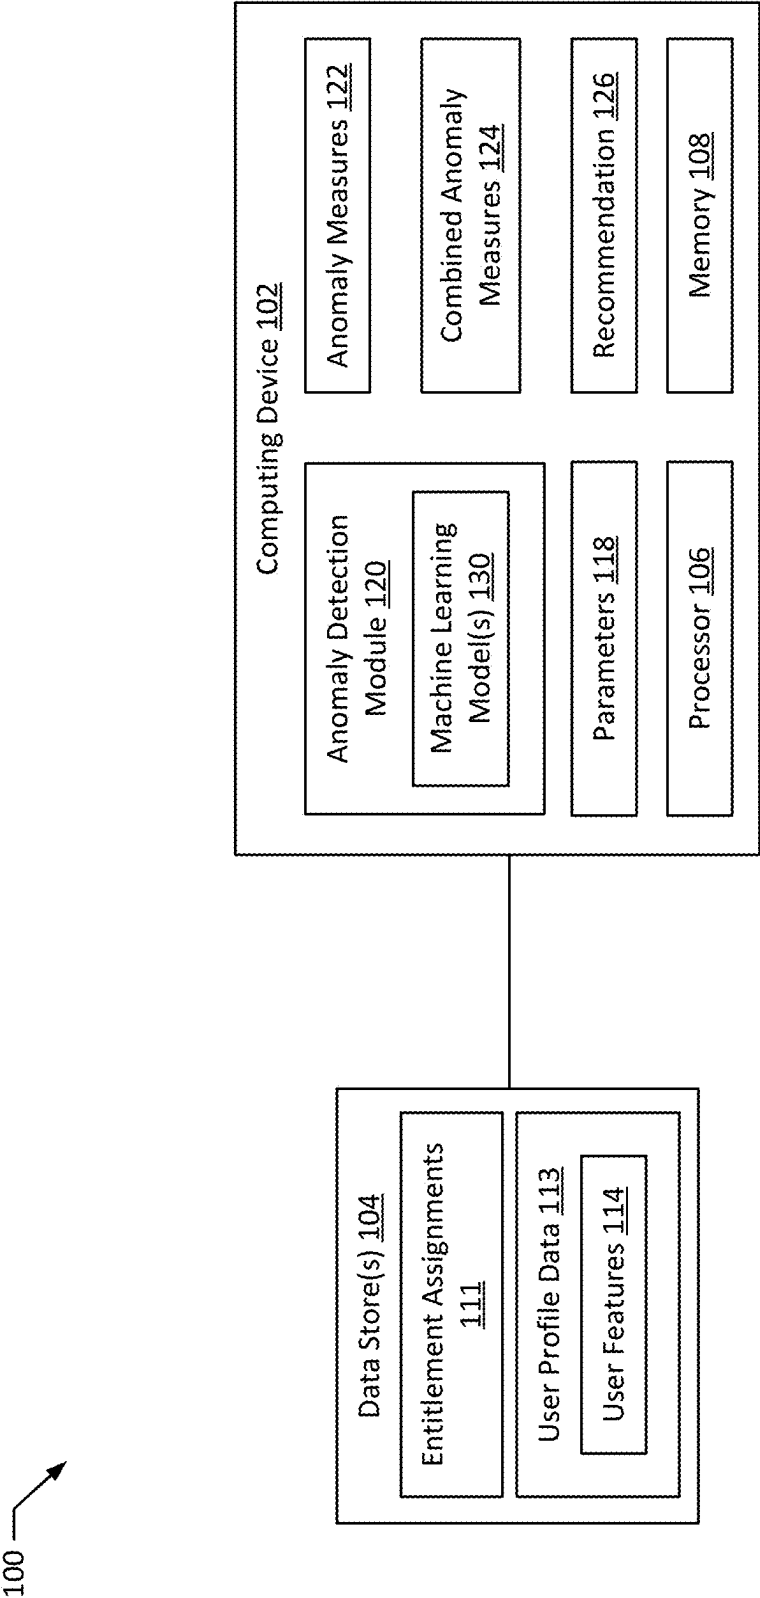 100
Data Store(s) 104
Entitlement Assignments
111
User Profile Data 113
User Features 114
Computing Device 102
Anomaly Detection
Module 120
Machine Learning
Model(s) 130
Anomaly Measures 122
Combined Anomaly
Measures 124
Parameters 118
Recommendation 126
Processor 106
Memory 108